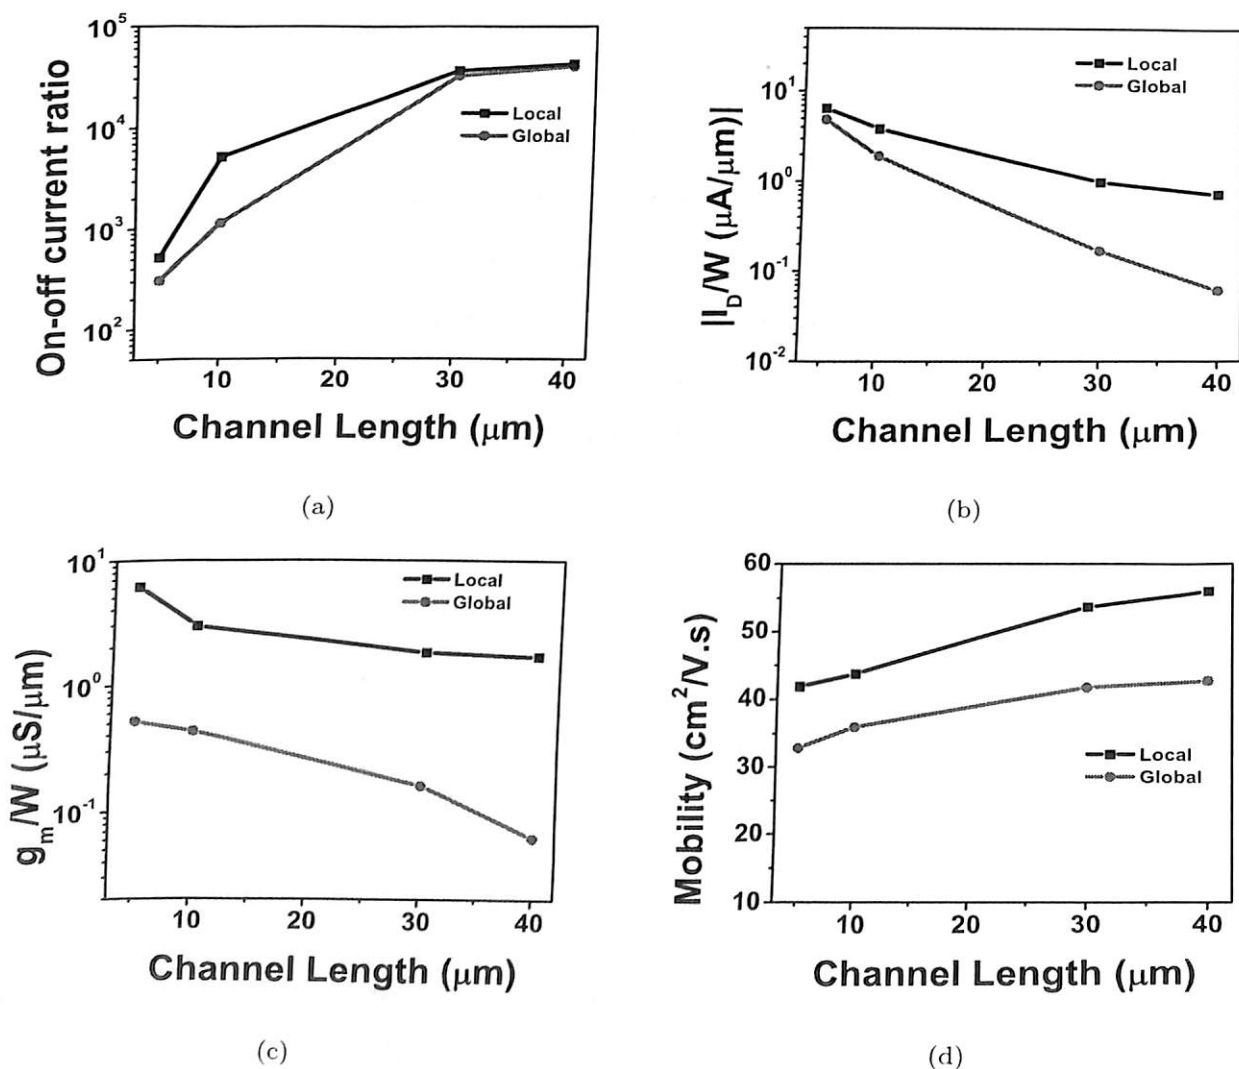 On-off current ratio
10^5
10^4
10^3
10^2
Local
Global
10 20 30 40
Channel Length (μm)
(a)
|I_D/W (μA/μm)|
10^1
10^0
10^-1
10^-2
Local
Global
10 20 30 40
Channel Length (μm)
(b)
g_m/W (μS/μm)
10^1
10^0
10^-1
Local
Global
10 20 30 40
Channel Length (μm)
(c)
Mobility (cm^2/V.s)
60
50
40
30
20
10
Local
Global
10 20 30 40
Channel Length (μm)
(d)